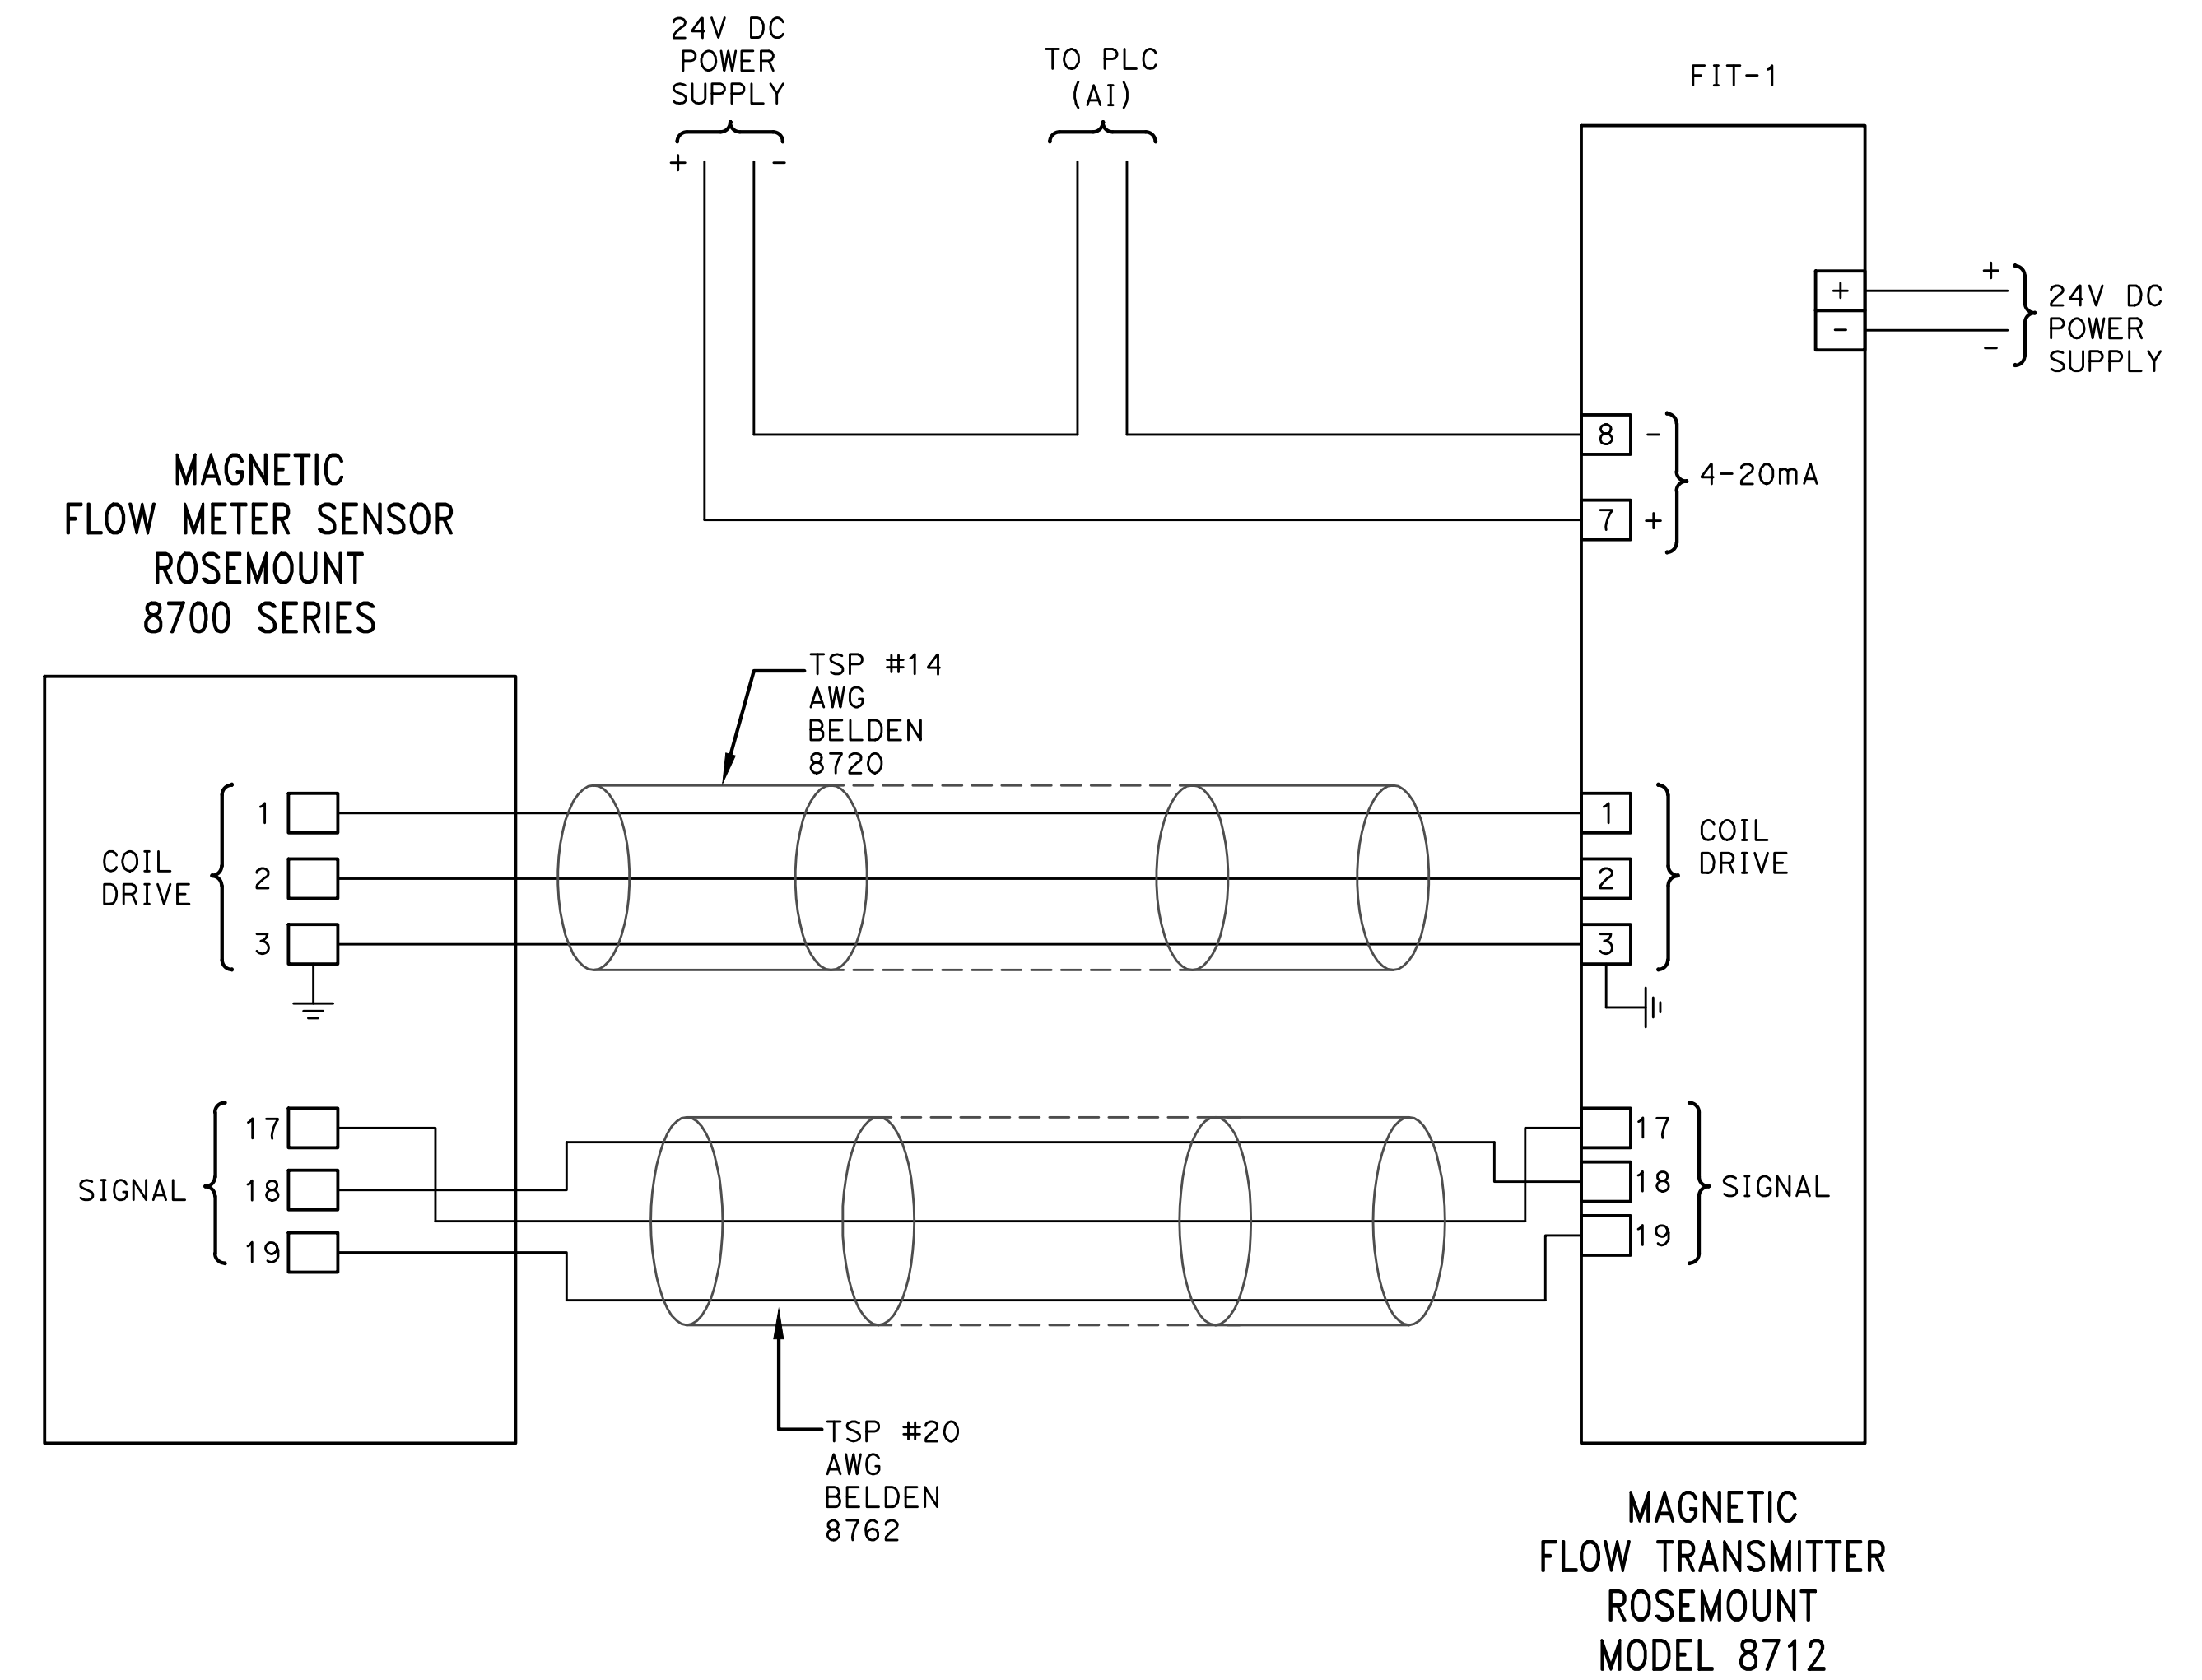 24V DC
POWER
SUPPLY
+ -
TO PLC
(AI)
FIT-1
+
-
+
-
24V DC
POWER
SUPPLY
8 -
7 +
4-20mA
MAGNETIC
FLOW METER SENSOR
ROSEMOUNT
8700 SERIES
TSP #14
AWG
BELDEN
8720
COIL
DRIVE
1
2
3
1
2
3
COIL
DRIVE
SIGNAL
17
18
19
17
18
19
SIGNAL
TSP #20
AWG
BELDEN
8762
MAGNETIC
FLOW TRANSMITTER
ROSEMOUNT
MODEL 8712